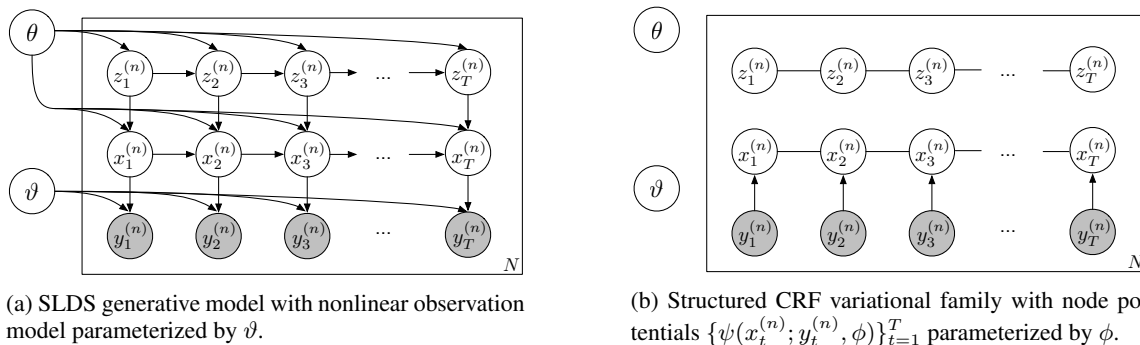 θ
z_1^{(n)} z_2^{(n)} z_3^{(n)} ... z_T^{(n)}
x_1^{(n)} x_2^{(n)} x_3^{(n)} ... x_T^{(n)}
ϑ
y_1^{(n)} y_2^{(n)} y_3^{(n)} ... y_T^{(n)}
N
(a) SLDS generative model with nonlinear observation
model parameterized by ϑ.
θ
z_1^{(n)} z_2^{(n)} z_3^{(n)} ... z_T^{(n)}
x_1^{(n)} x_2^{(n)} x_3^{(n)} ... x_T^{(n)}
ϑ
y_1^{(n)} y_2^{(n)} y_3^{(n)} ... y_T^{(n)}
N
(b) Structured CRF variational family with node po-
tentials {ψ(x_t^{(n)}; y_t^{(n)}, ϕ)}_{t=1}^T parameterized by ϕ.